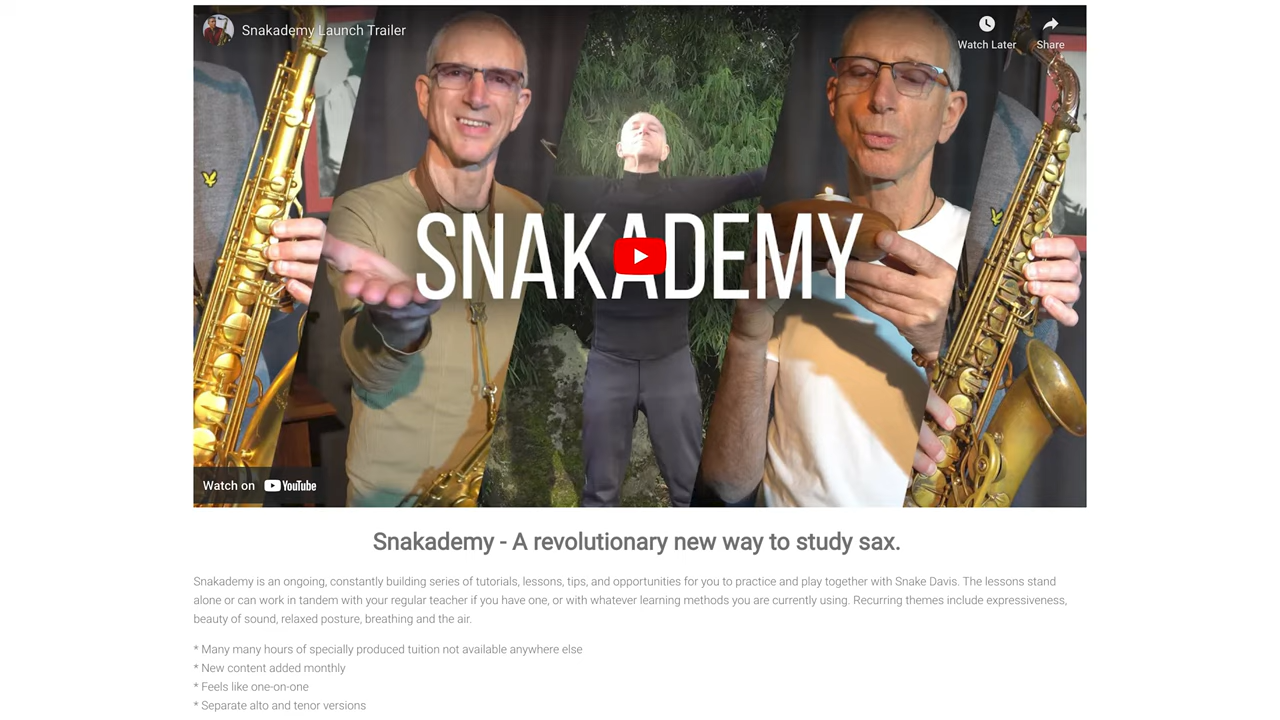 Snakademy Launch Trailer
Watch Later
Share
SNAKADEMY
Watch on YouTube
Snakademy - A revolutionary new way to study sax.
Snakademy is an ongoing, constantly building series of tutorials, lessons, tips, and opportunities for you to practice and play together with Snake Davis. The lessons stand
alone or can work in tandem with your regular teacher if you have one, or with whatever learning methods you are currently using. Recurring themes include expressiveness,
beauty of sound, relaxed posture, breathing and the air.
* Many many hours of specially produced tuition not available anywhere else
* New content added monthly
* Feels like one-on-one
* Separate alto and tenor versions